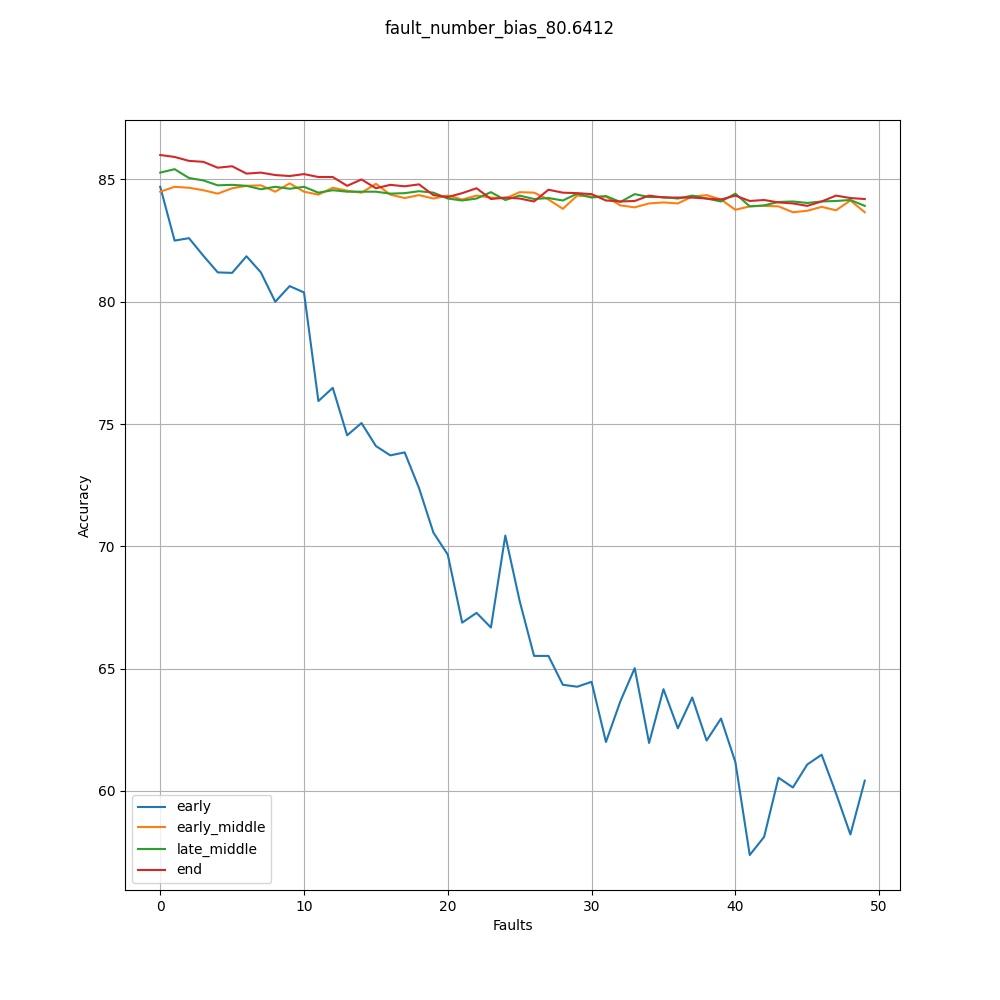 fault_number_bias_80.6412
85
80
75
70
65
60
Accuracy
early
early_middle
late_middle
end
0 10 20 30 40 50
Faults